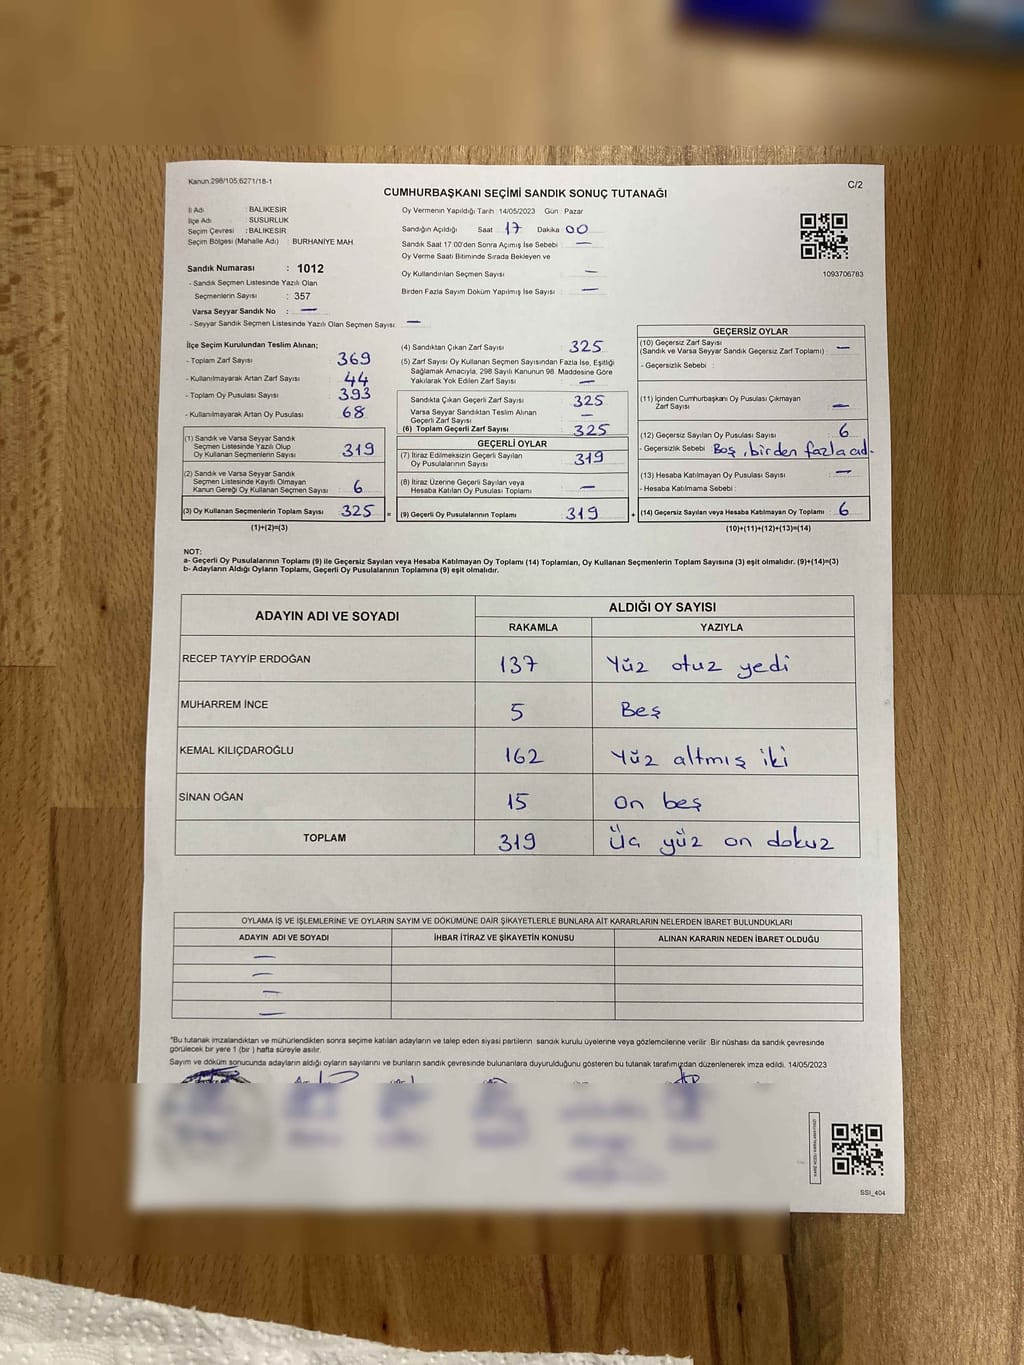 Kanun:298/105,6271/18-1
C/2
CUMHURBAŞKANI SEÇİMİ SANDIK SONUÇ TUTANAĞI
İl Adı : BALIKESİR
İlçe Adı : SUSURLUK
Seçim Çevresi : BALIKESİR
Seçim Bölgesi (Mahalle Adı) : BURHANİYE MAH.
Sandık Numarası : 1012
- Sandık Seçmen Listesinde Yazılı Olan
Seçmenlerin Sayısı : 357
Varsa Seyyar Sandık No : —
- Seyyar Sandık Seçmen Listesinde Yazılı Olan Seçmen Sayısı: —
Oy Vermenin Yapıldığı Tarih : 14/05/2023 Gün : Pazar
Sandığın Açıldığı Saat 17 Dakika 00
Sandık Saat 17:00'den Sonra Açımış İse Sebebi : —
Oy Verme Saati Bitiminde Sırada Bekleyen ve
Oy Kullandırılan Seçmen Sayısı : —
Birden Fazla Sayım Döküm Yapılmış İse Sayısı : —
1093706783
İlçe Seçim Kurulundan Teslim Alınan;
- Toplam Zarf Sayısı 369
- Kullanılmayarak Artan Zarf Sayısı 44
- Toplam Oy Pusulası Sayısı 393
- Kullanılmayarak Artan Oy Pusulası 68
(1) Sandık ve Varsa Seyyar Sandık
Seçmen Listesinde Yazılı Olup
Oy Kullanan Seçmenlerin Sayısı 319
(2) Sandık ve Varsa Seyyar Sandık
Seçmen Listesinde Kayıtlı Olmayan
Kanun Gereği Oy Kullanan Seçmen Sayısı 6
(3) Oy Kullanan Seçmenlerin Toplam Sayısı 325 =
(1)+(2)=(3)
(4) Sandıktan Çıkan Zarf Sayısı 325
(5) Zarf Sayısı Oy Kullanan Seçmen Sayısından Fazla İse, Eşitliği
Sağlamak Amacıyla, 298 Sayılı Kanunun 98. Maddesine Göre
Yakılarak Yok Edilen Zarf Sayısı —
Sandıkta Çıkan Geçerli Zarf Sayısı 325
Varsa Seyyar Sandıktan Teslim Alınan
Geçerli Zarf Sayısı —
(6) Toplam Geçerli Zarf Sayısı 325
GEÇERLİ OYLAR
(7) İtiraz Edilmeksizin Geçerli Sayılan
Oy Pusulalarının Sayısı 319
(8) İtiraz Üzerine Geçerli Sayılan veya
Hesaba Katılan Oy Pusulası Toplamı —
(9) Geçerli Oy Pusulalarının Toplamı 319 +
GEÇERSİZ OYLAR
(10) Geçersiz Zarf Sayısı
(Sandık ve Varsa Seyyar Sandık Geçersiz Zarf Toplamı) : —
- Geçersizlik Sebebi :
(11) İçinden Cumhurbaşkanı Oy Pusulası Çıkmayan
Zarf Sayısı —
(12) Geçersiz Sayılan Oy Pusulası Sayısı 6
- Geçersizlik Sebebi : Boş, birden fazla ad.
(13) Hesaba Katılmayan Oy Pusulası Sayısı —
- Hesaba Katılmama Sebebi :
(14) Geçersiz Sayılan veya Hesaba Katılmayan Oy Toplamı : 6
(10)+(11)+(12)+(13)=(14)
NOT:
a- Geçerli Oy Pusulalarının Toplamı (9) ile Geçersiz Sayılan veya Hesaba Katılmayan Oy Toplamı (14) Toplamları, Oy Kullanan Seçmenlerin Toplam Sayısına (3) eşit olmalıdır. (9)+(14)=(3)
b- Adayların Aldığı Oyların Toplamı, Geçerli Oy Pusulalarının Toplamına (9) eşit olmalıdır.
ADAYIN ADI VE SOYADI
ALDIĞI OY SAYISI
RAKAMLA YAZIYLA
RECEP TAYYİP ERDOĞAN 137 Yüz otuz yedi
MUHARREM İNCE 5 Beş
KEMAL KILIÇDAROĞLU 162 Yüz altmış iki
SİNAN OĞAN 15 On beş
TOPLAM 319 Üç yüz on dokuz
OYLAMA İŞ VE İŞLEMLERİNE VE OYLARIN SAYIM VE DÖKÜMÜNE DAİR ŞİKAYETLERLE BUNLARA AİT KARARLARIN NELERDEN İBARET BULUNDUKLARI
ADAYIN ADI VE SOYADI İHBAR İTİRAZ VE ŞİKAYETİN KONUSU ALINAN KARARIN NEDEN İBARET OLDUĞU
—
—
—
—
*Bu tutanak imzalandıktan ve mühürlendikten sonra seçime katılan adayların ve talep eden siyasi partilerin sandık kurulu üyelerine veya gözlemcilerine verilir. Bir nüshası da sandık çevresinde
görülecek bir yere 1 (bir ) hafta süreyle asılır.
Sayım ve döküm sonucunda adayların aldığı oyların sayılarını ve bunların sandık çevresinde bulunanlara duyurulduğunu gösteren bu tutanak tarafımızdan düzenlenerek imza edildi. 14/05/2023
SSI_404